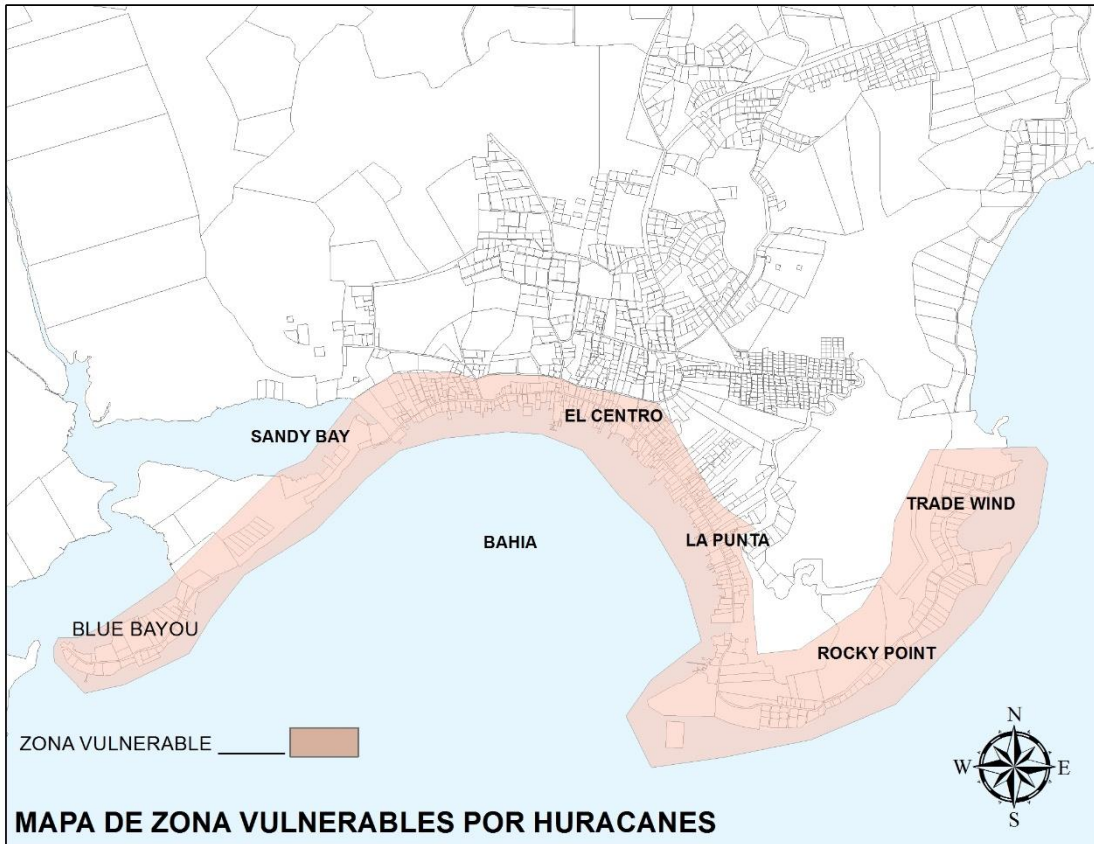 SANDY BAY
EL CENTRO
TRADE WIND
BAHIA
LA PUNTA
BLUE BAYOU
ROCKY POINT
ZONA VULNERABLE
N
W E
S
MAPA DE ZONA VULNERABLES POR HURACANES